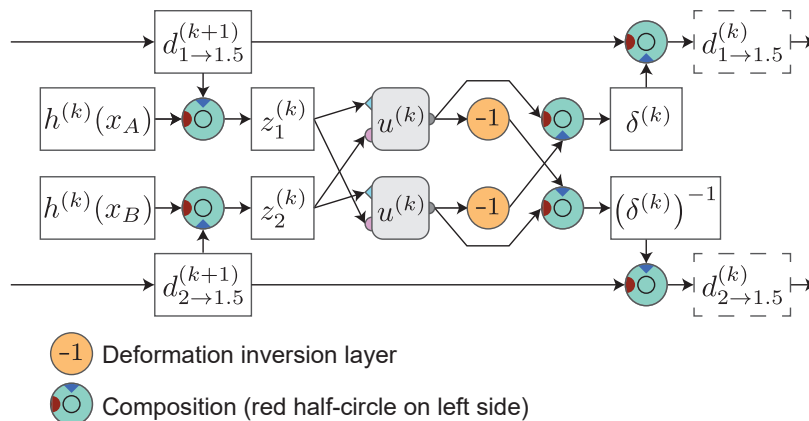 d_{1→1.5}^{(k+1)}
d_{1→1.5}^{(k)}
h^{(k)}(x_A)
z_1^{(k)}
u^{(k)}
-1
δ^{(k)}
h^{(k)}(x_B)
z_2^{(k)}
u^{(k)}
-1
(δ^{(k)})^{-1}
d_{2→1.5}^{(k+1)}
d_{2→1.5}^{(k)}
-1 Deformation inversion layer
Composition (red half-circle on left side)